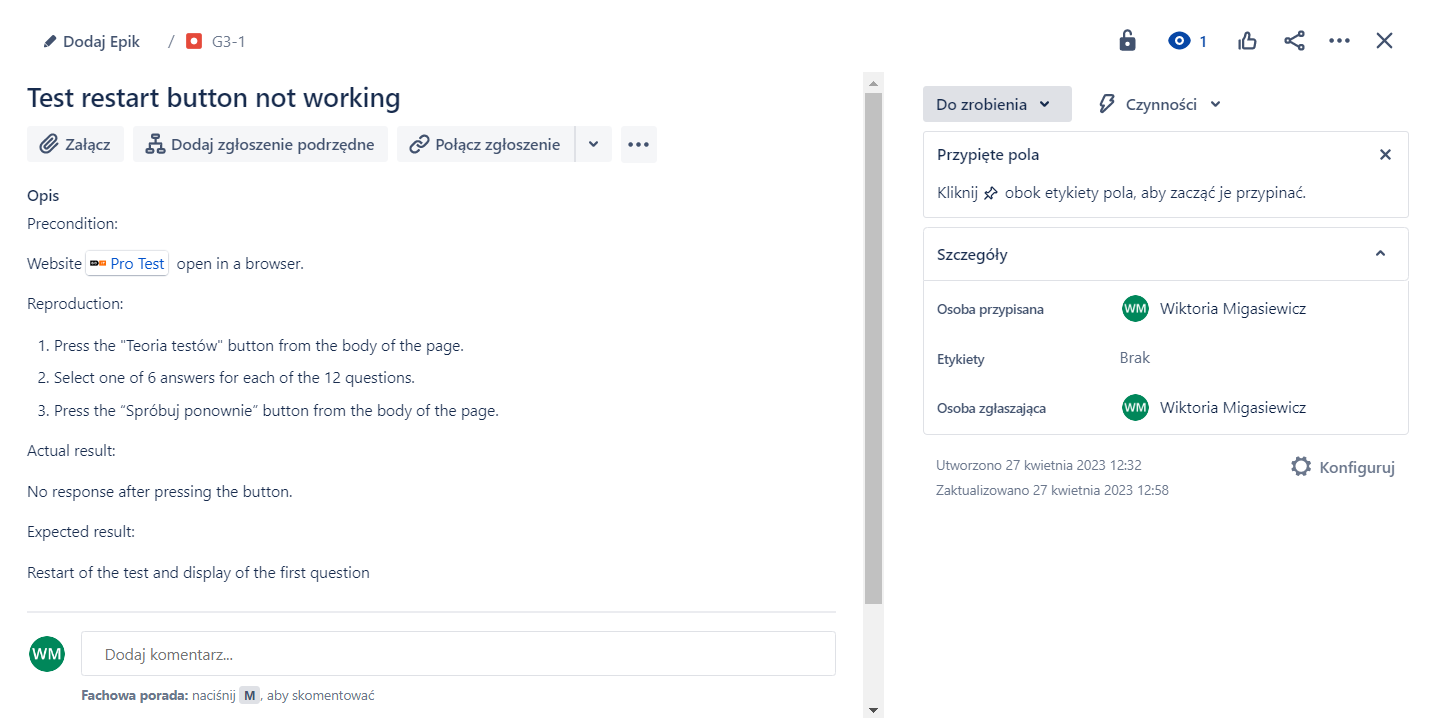 Dodaj Epik / G3-1
1
Test restart button not working
Załącz Dodaj zgłoszenie podrzędne Połącz zgłoszenie
Opis
Precondition:
Website Pro Test open in a browser.
Reproduction:
1. Press the "Teoria testów" button from the body of the page.
2. Select one of 6 answers for each of the 12 questions.
3. Press the “Spróbuj ponownie” button from the body of the page.
Actual result:
No response after pressing the button.
Expected result:
Restart of the test and display of the first question
WM Dodaj komentarz...
Fachowa porada: naciśnij M, aby skomentować
Do zrobienia Czynności
Przypięte pola
Kliknij obok etykiety pola, aby zacząć je przypinać.
Szczegóły
Osoba przypisana WM Wiktoria Migasiewicz
Etykiety Brak
Osoba zgłaszająca WM Wiktoria Migasiewicz
Utworzono 27 kwietnia 2023 12:32
Konfiguruj
Zaktualizowano 27 kwietnia 2023 12:58